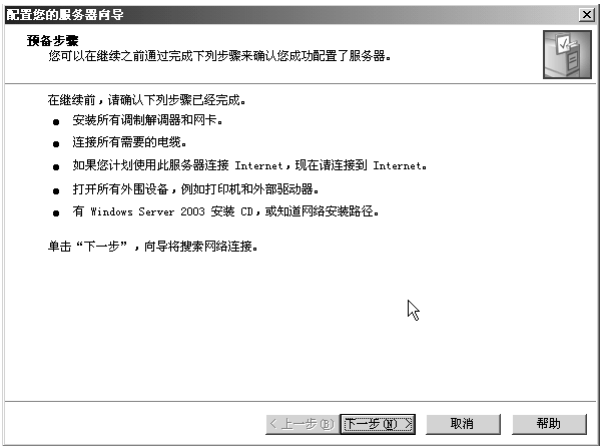 配置您的服务器向导
预备步骤
您可以在继续之前通过完成下列步骤来确认您成功配置了服务器。
在继续前，请确认下列步骤已经完成。
● 安装所有调制解调器和网卡。
● 连接所有需要的电缆。
● 如果您计划使用此服务器连接 Internet，现在请连接到 Internet。
● 打开所有外围设备，例如打印机和外部驱动器。
● 有 Windows Server 2003 安装 CD，或知道网络安装路径。
单击“下一步”，向导将搜索网络连接。
< 上一步(B) 下一步(N) > 取消 帮助